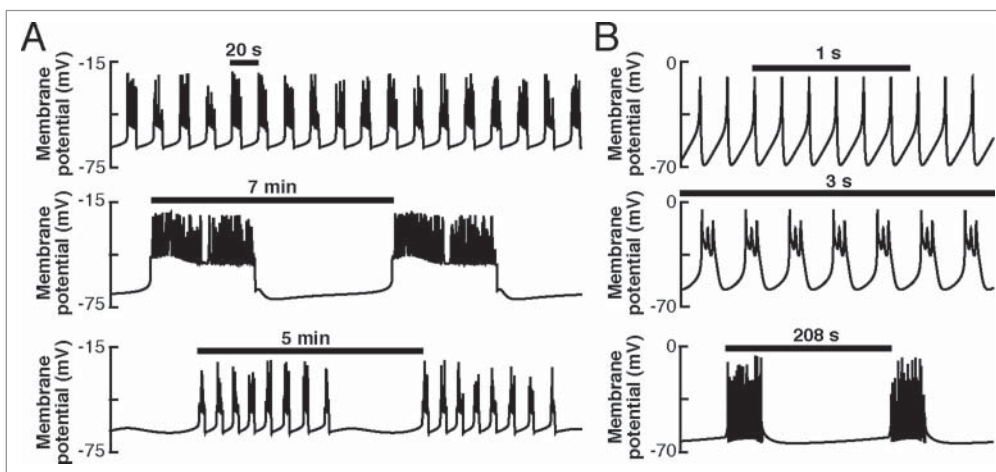 A
B
20 s
-15
Membrane
potential (mV)
-75
7 min
-15
Membrane
potential (mV)
-75
5 min
-15
Membrane
potential (mV)
-75
1 s
0
Membrane
potential (mV)
-70
3 s
0
Membrane
potential (mV)
-70
208 s
0
Membrane
potential (mV)
-70